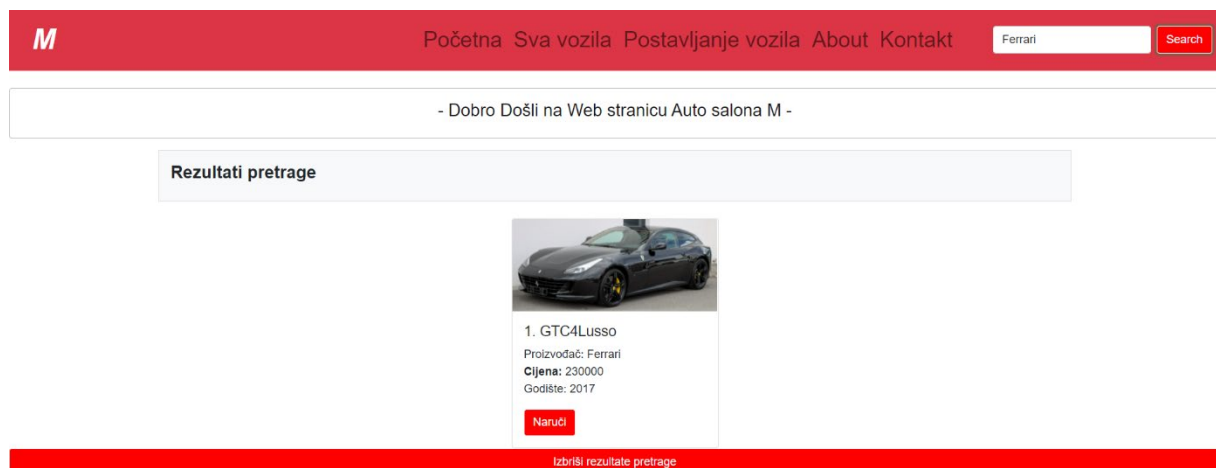 M
Početna Sva vozila Postavljanje vozila About Kontakt
Ferrari
Search
- Dobro Došli na Web stranicu Auto salona M -
Rezultati pretrage
1. GTC4Lusso
Proizvođač: Ferrari
Cijena: 230000
Godište: 2017
Naruči
Izbriši rezultate pretrage